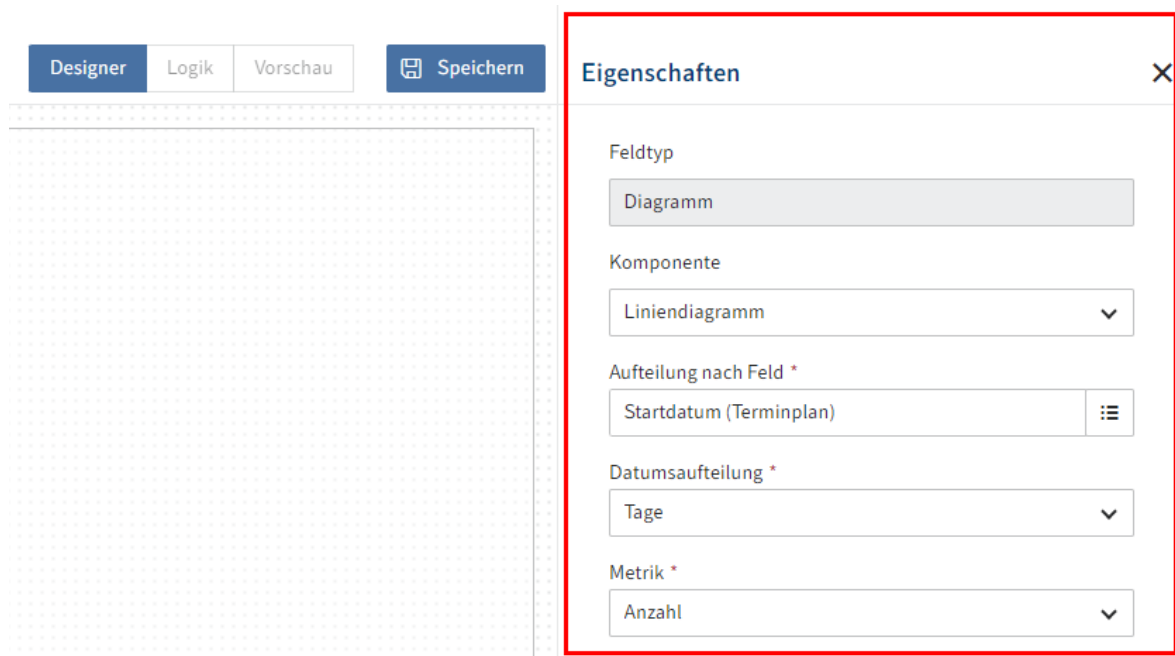 Designer Logik Vorschau Speichern
Eigenschaften
Feldtyp
Diagramm
Komponente
Liniendiagramm
Aufteilung nach Feld *
Startdatum (Terminplan)
Datumsaufteilung *
Tage
Metrik *
Anzahl